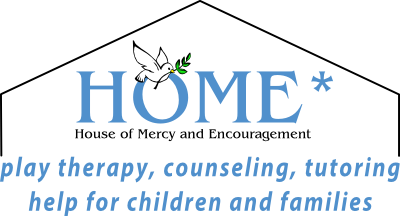 HOME*
House of Mercy and Encouragement
play therapy, counseling, tutoring
help for children and families